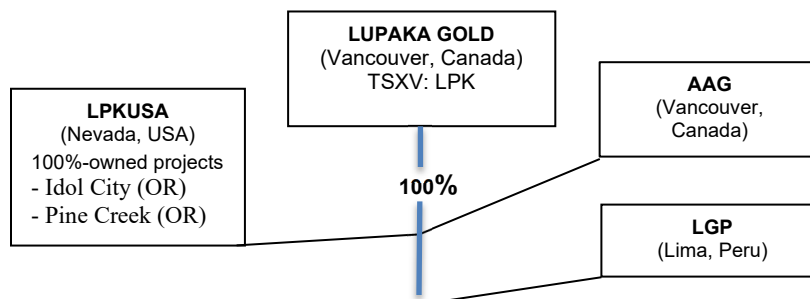 LUPAKA GOLD
(Vancouver, Canada)
TSXV: LPK
LPKUSA
(Nevada, USA)
100%-owned projects
- Idol City (OR)
- Pine Creek (OR)
AAG
(Vancouver,
Canada)
100%
LGP
(Lima, Peru)